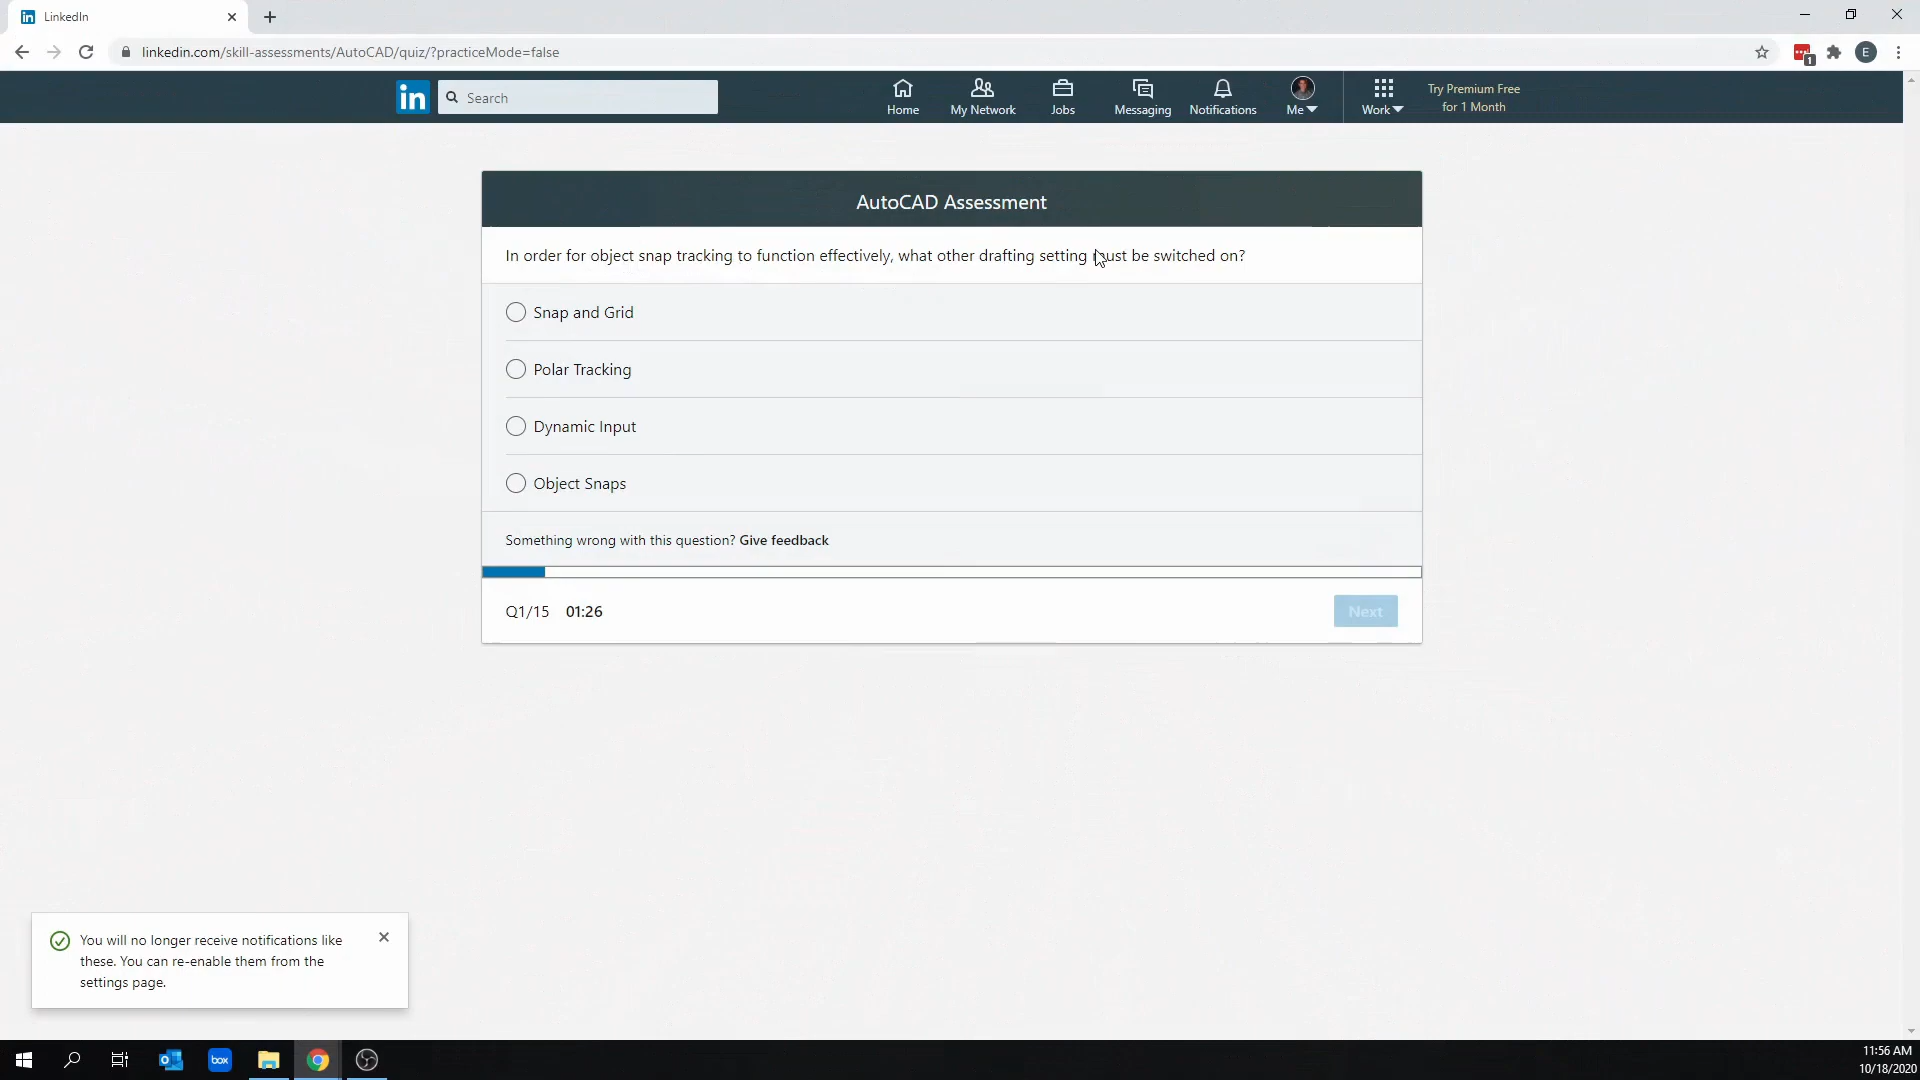 LinkedIn
linkedin.com/skill-assessments/AutoCAD/quiz/?practiceMode=false
E
1
in
Search
Home
My Network
Jobs
Messaging
Notifications
Me
Work
Try Premium Free
for 1 Month
AutoCAD Assessment
In order for object snap tracking to function effectively, what other drafting setting must be switched on?
Snap and Grid
Polar Tracking
Dynamic Input
Object Snaps
Something wrong with this question? Give feedback
Q1/15 01:26
Next
You will no longer receive notifications like
these. You can re-enable them from the
settings page.
box
11:56 AM
10/18/2020